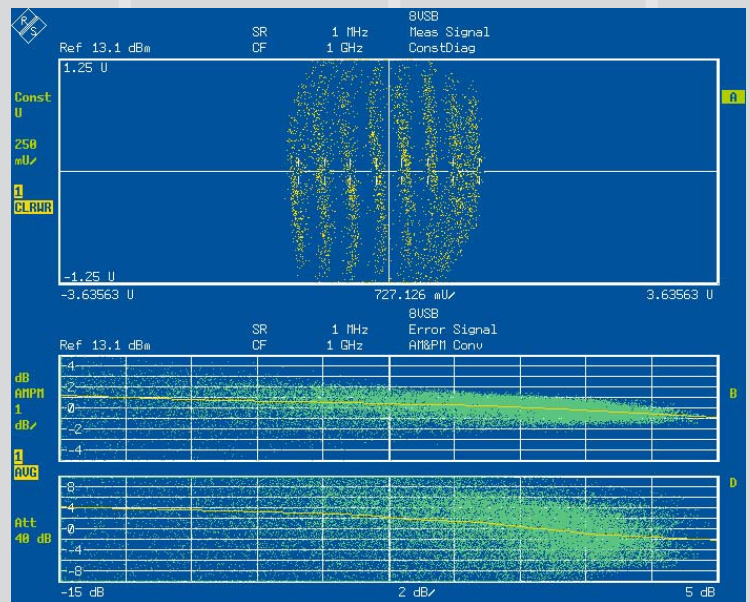 R/S
8VSB
SR 1 MHz Meas Signal
Ref 13.1 dBm CF 1 GHz ConstDiag
1.25 U
Const
U
250
mU/
1
CLRWR
A
-1.25 U
-3.63563 U 727.126 mU/ 3.63563 U
8VSB
SR 1 MHz Error Signal
Ref 13.1 dBm CF 1 GHz AM&PM Conv
4
dB
AMPM
1
dB/
2
0
-2
-4
B
1
AVG
8
4
0
-4
-8
D
Att
40 dB
-15 dB 2 dB/ 5 dB